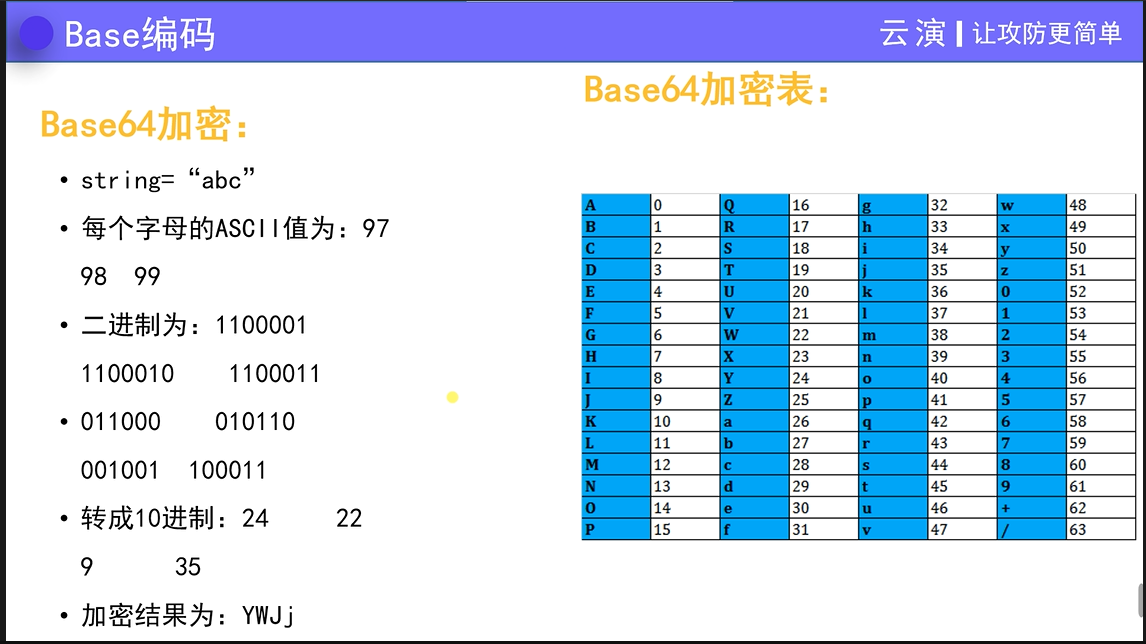 Base编码
云演 | 让攻防更简单
Base64加密：
• string= “abc”
• 每个字母的ASCII值为：97
98 99
• 二进制为：1100001
1100010 1100011
• 011000 010110
001001 100011
• 转成10进制：24 22
9 35
• 加密结果为：YWJj
Base64加密表：
A 0 Q 16 g 32 w 48
B 1 R 17 h 33 x 49
C 2 S 18 i 34 y 50
D 3 T 19 j 35 z 51
E 4 U 20 k 36 0 52
F 5 V 21 l 37 1 53
G 6 W 22 m 38 2 54
H 7 X 23 n 39 3 55
I 8 Y 24 o 40 4 56
J 9 Z 25 p 41 5 57
K 10 a 26 q 42 6 58
L 11 b 27 r 43 7 59
M 12 c 28 s 44 8 60
N 13 d 29 t 45 9 61
O 14 e 30 u 46 + 62
P 15 f 31 v 47 / 63